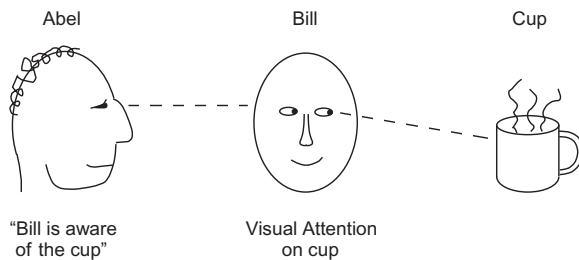 Abel
Bill
Cup
“Bill is aware
of the cup”
Visual Attention
on cup